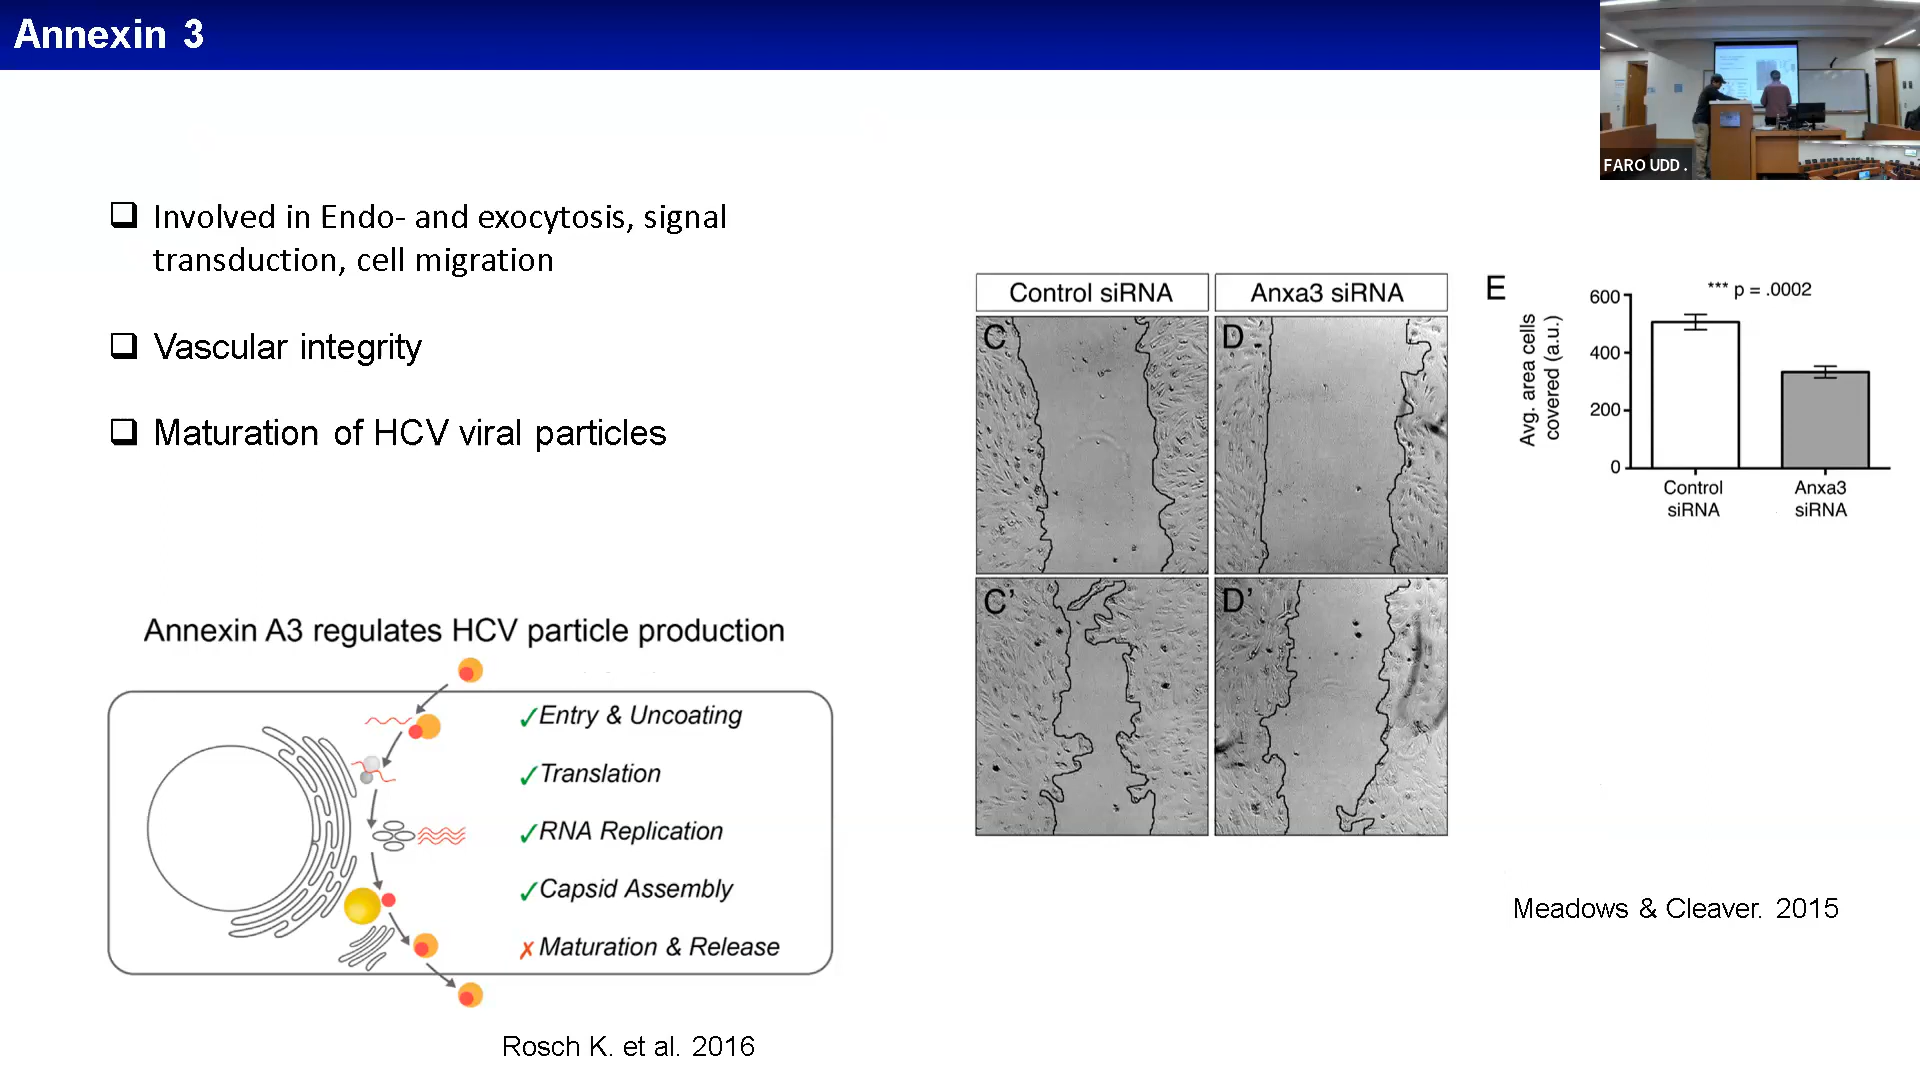 Annexin 3
FARO UDD .
Involved in Endo- and exocytosis, signal
transduction, cell migration
Vascular integrity
Maturation of HCV viral particles
Annexin A3 regulates HCV particle production
✓Entry & Uncoating
✓Translation
✓RNA Replication
✓Capsid Assembly
✗Maturation & Release
Rosch K. et al. 2016
Control siRNA
Anxa3 siRNA
C
D
C'
D'
E
*** p = .0002
Avg. area cells
covered (a.u.)
600
400
200
0
Control
siRNA
Anxa3
siRNA
Meadows & Cleaver. 2015